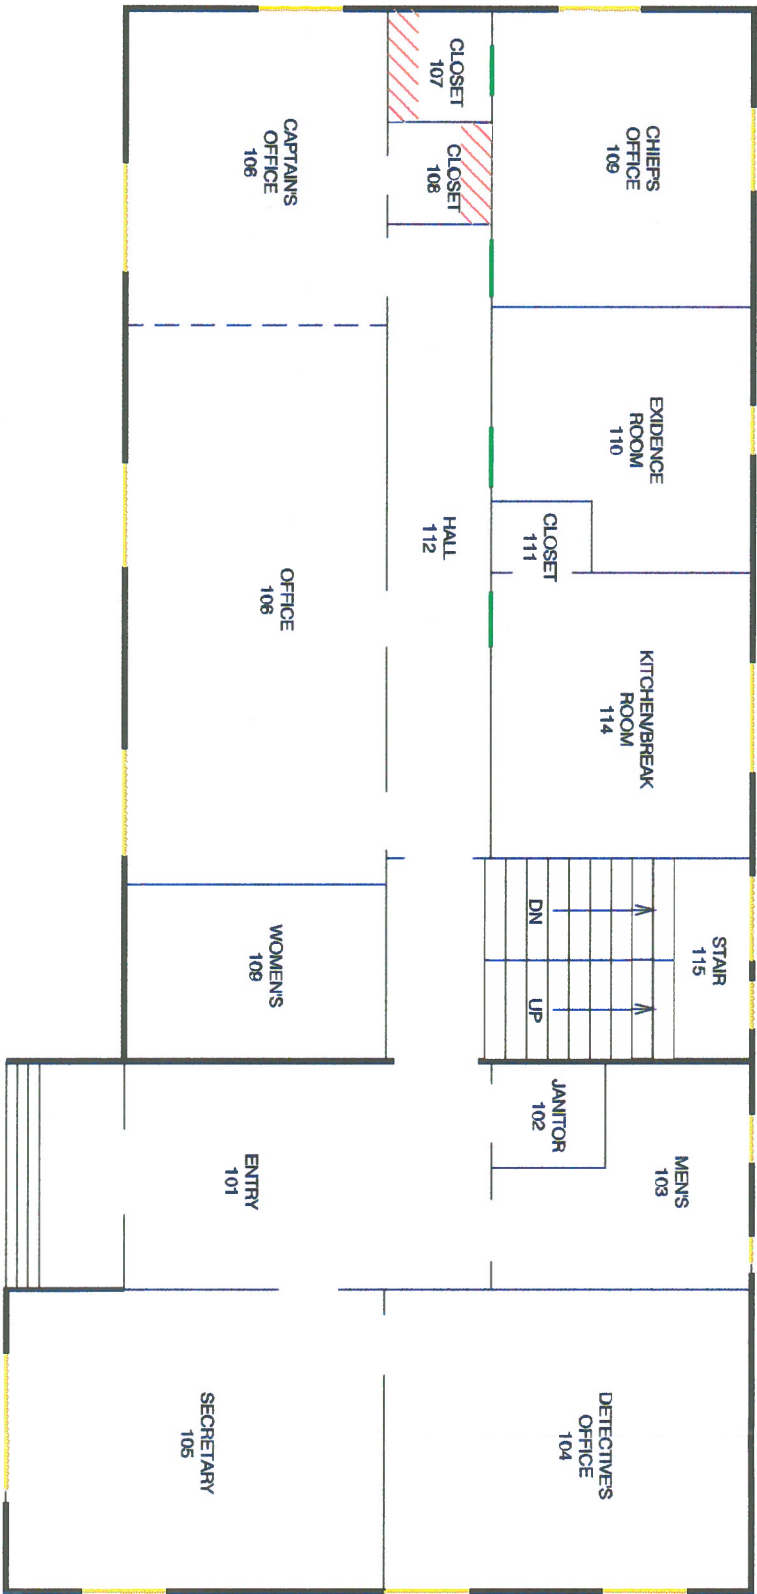 CHIEF'S
OFFICE
109
EXIDENCE
ROOM
110
KITCHEN/BREAK
ROOM
114
STAIR
115
MEN'S
103
DETECTIVE'S
OFFICE
104
CLOSET
107
CLOSET
108
CLOSET
111
DN
UP
JANITOR
102
HALL
112
CAPTAIN'S
OFFICE
106
OFFICE
106
WOMEN'S
109
ENTRY
101
SECRETARY
105